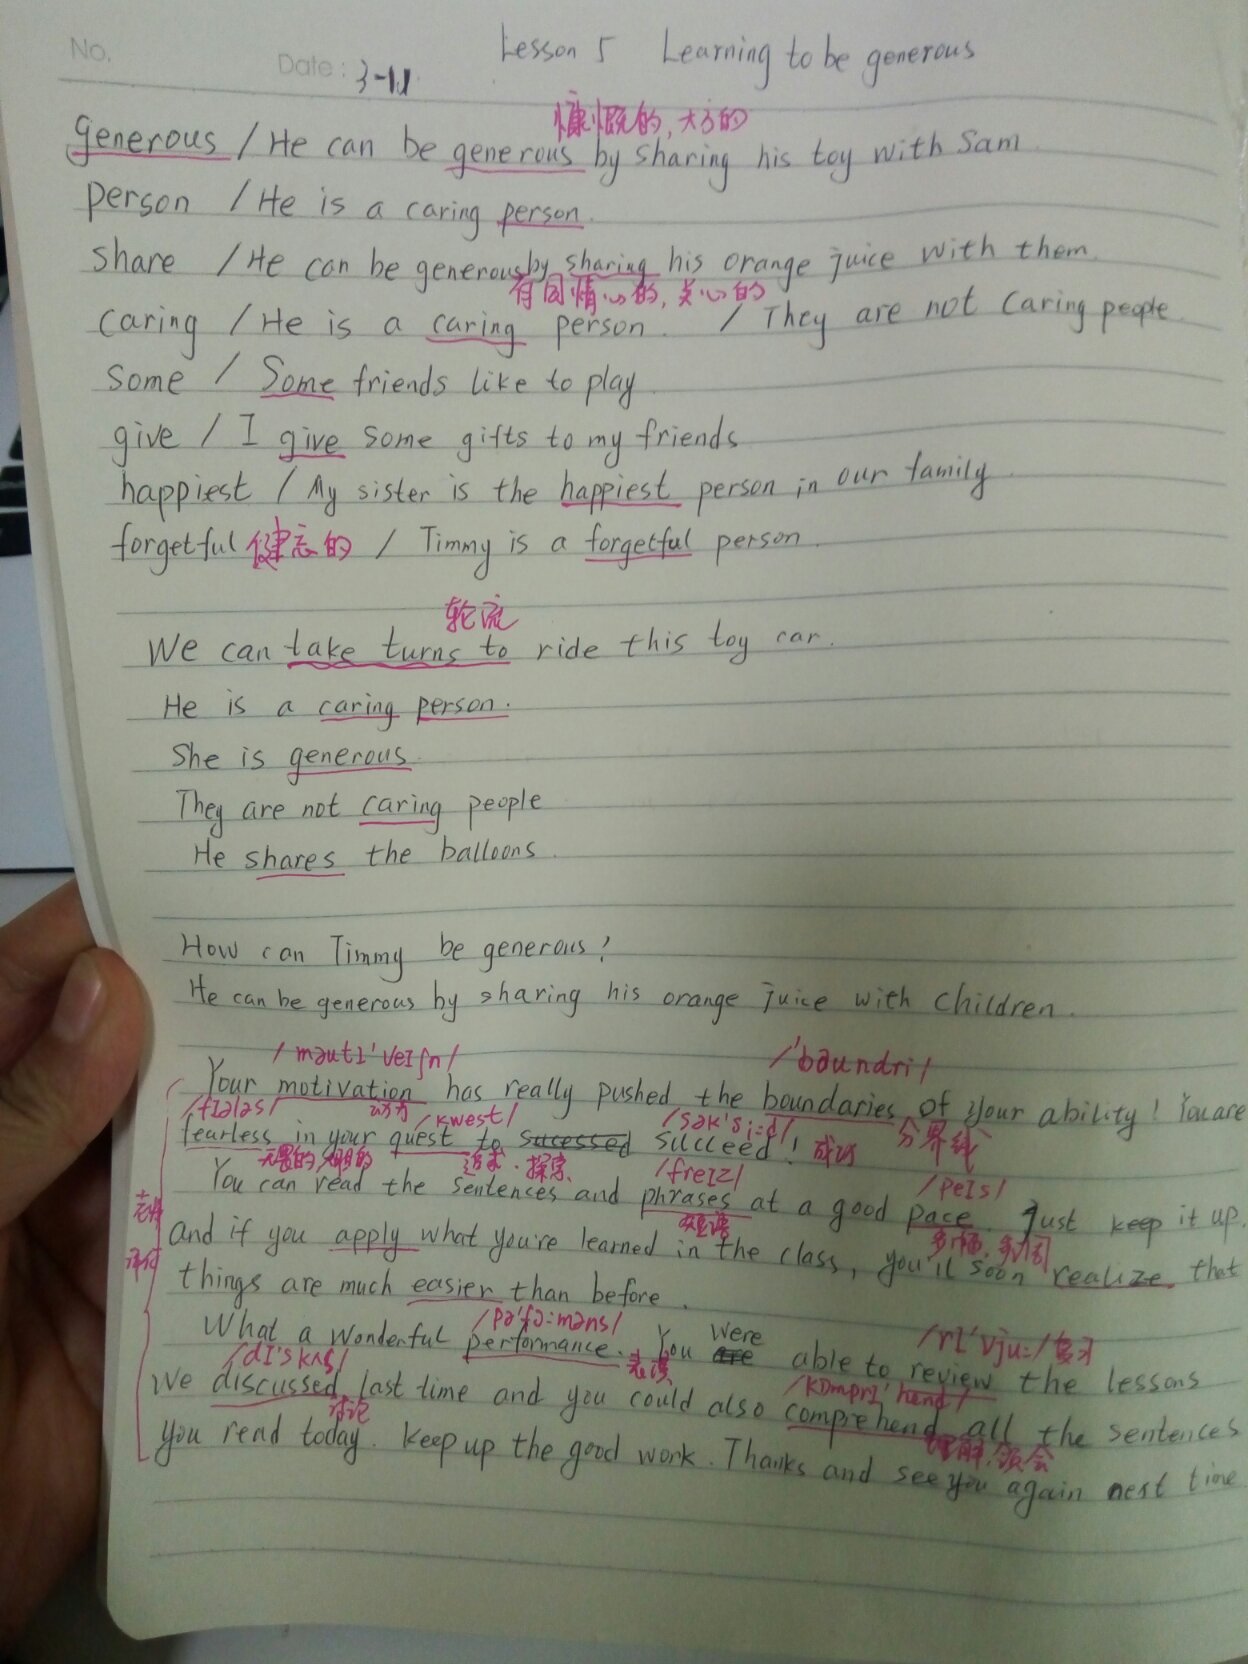 Lesson 5 Learning to be generous
No.
Date: 3-11
慷慨的,大方的
generous / He can be generous by sharing his toy with Sam
person / He is a caring person.
share / He can be generous by sharing his orange juice with them.
有同情心的,关心的
caring / He is a caring person. / They are not caring people.
some / Some friends like to play
give / I give some gifts to my friends
happiest / My sister is the happiest person in our family.
forgetful 健忘的 / Timmy is a forgetful person.
轮流
We can take turns to ride this toy car.
He is a caring person.
She is generous.
They are not caring people
He shares the balloons.
How can Timmy be generous?
He can be generous by sharing his orange juice with children.
/məutɪ'veɪʃn/ /'baundri/
Your motivation has really pushed the boundaries of your ability! You are
/fɪələs/ 动力 /kwest/ /sək'si:d/ 分界线
fearless in your quest to sucessed succeed! 成功
无畏的, 追求.探索. /freɪz/ /peɪs/
You can read the sentences and phrases at a good pace. Just keep it up.
老师 短语
And if you apply what you're learned in the class, you'll soon realize that
评价
things are much easier than before.
/pə'fɔ:məns/
What a wonderful performance. You are were able to review the lessons
/dɪ'skʌs/ 表演 /rɪ'vju:/复习
We discussed last time and you could also comprehend all the sentences
讨论 /kɒmprɪ'hend/ 理解.领会
you read today. Keep up the good work. Thanks and see you again nest time